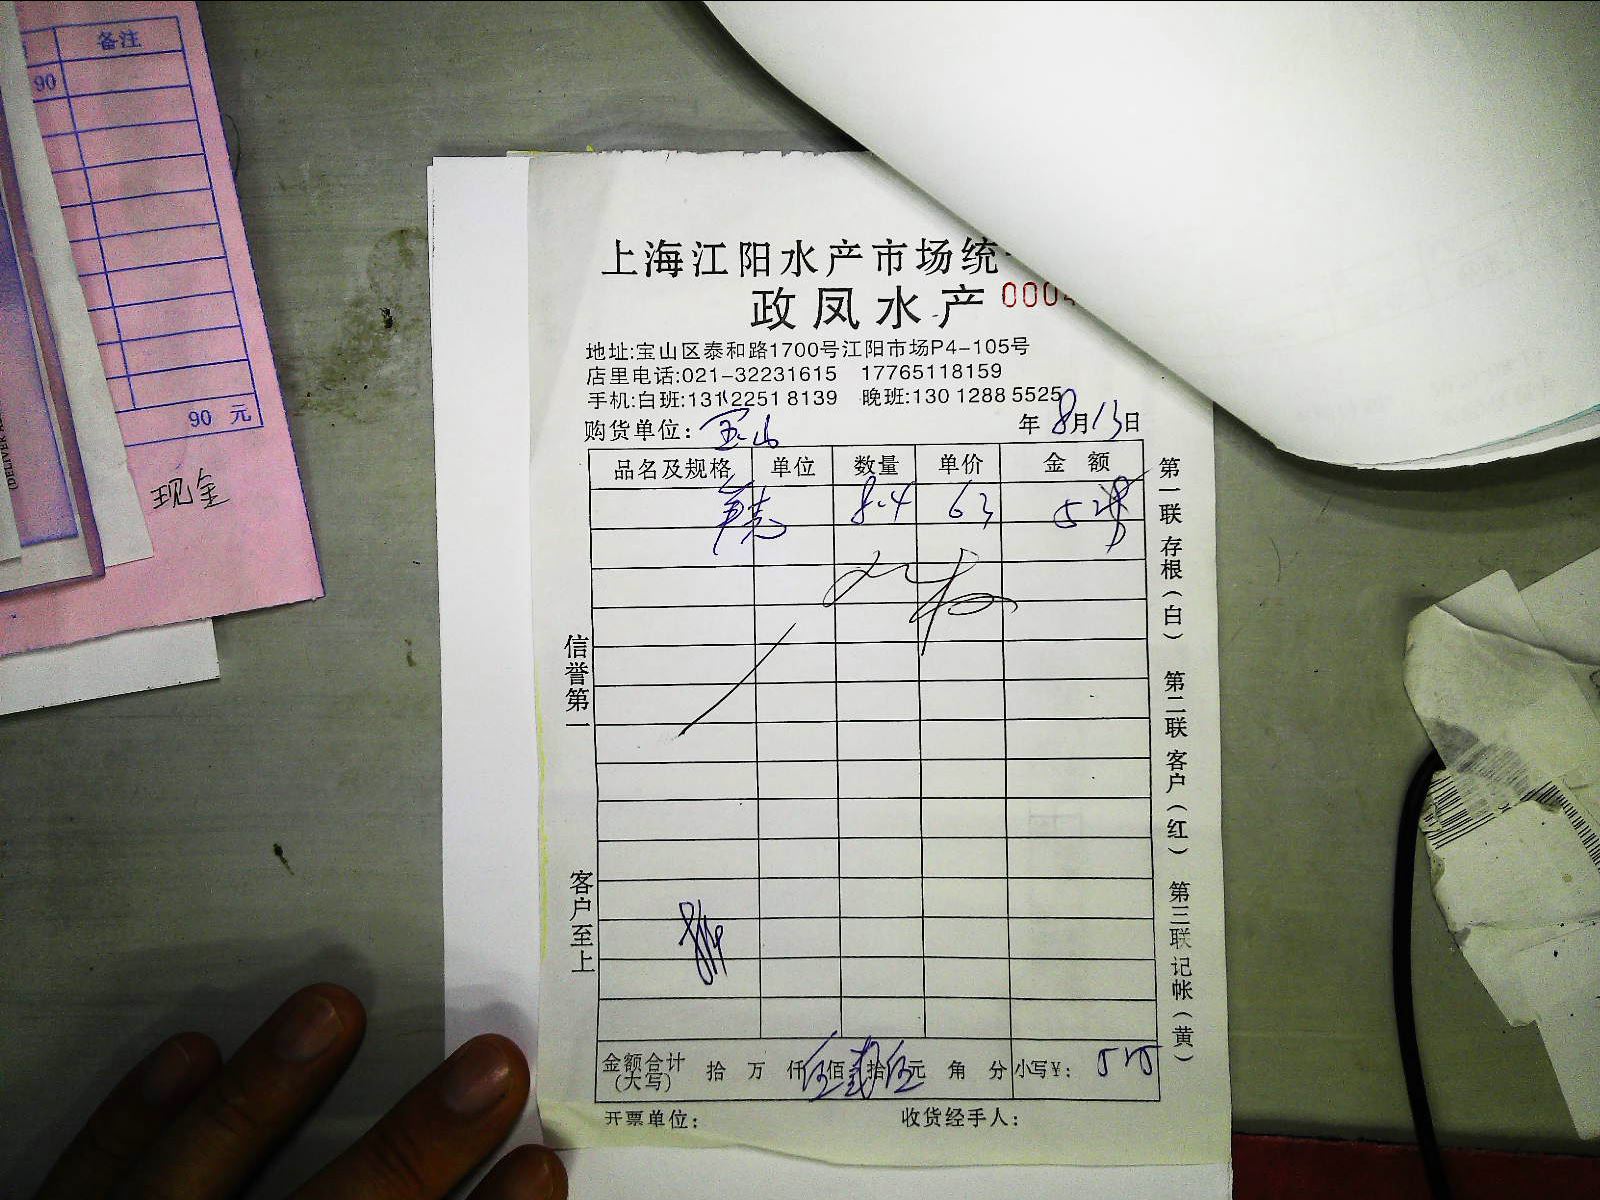 备注
90
90 元
现金
上海江阳水产市场统
政凤水产 000
地址:宝山区泰和路1700号江阳市场P4-105号
店里电话:021-32231615 17765118159
手机:白班:131 2251 8139 晚班:130 1288 5525
购货单位: 宝山 年 8月13日
品名及规格 单位 数量 单价 金 额
8.4 63
信誉第一
客户至上
第一联 存根（白） 第二联 客户（红） 第三联 记帐（黄）
金额合计 拾 万 仟 伍佰 贰拾 伍元 角 分 小写¥: 525
(大写)
开票单位: 收货经手人: